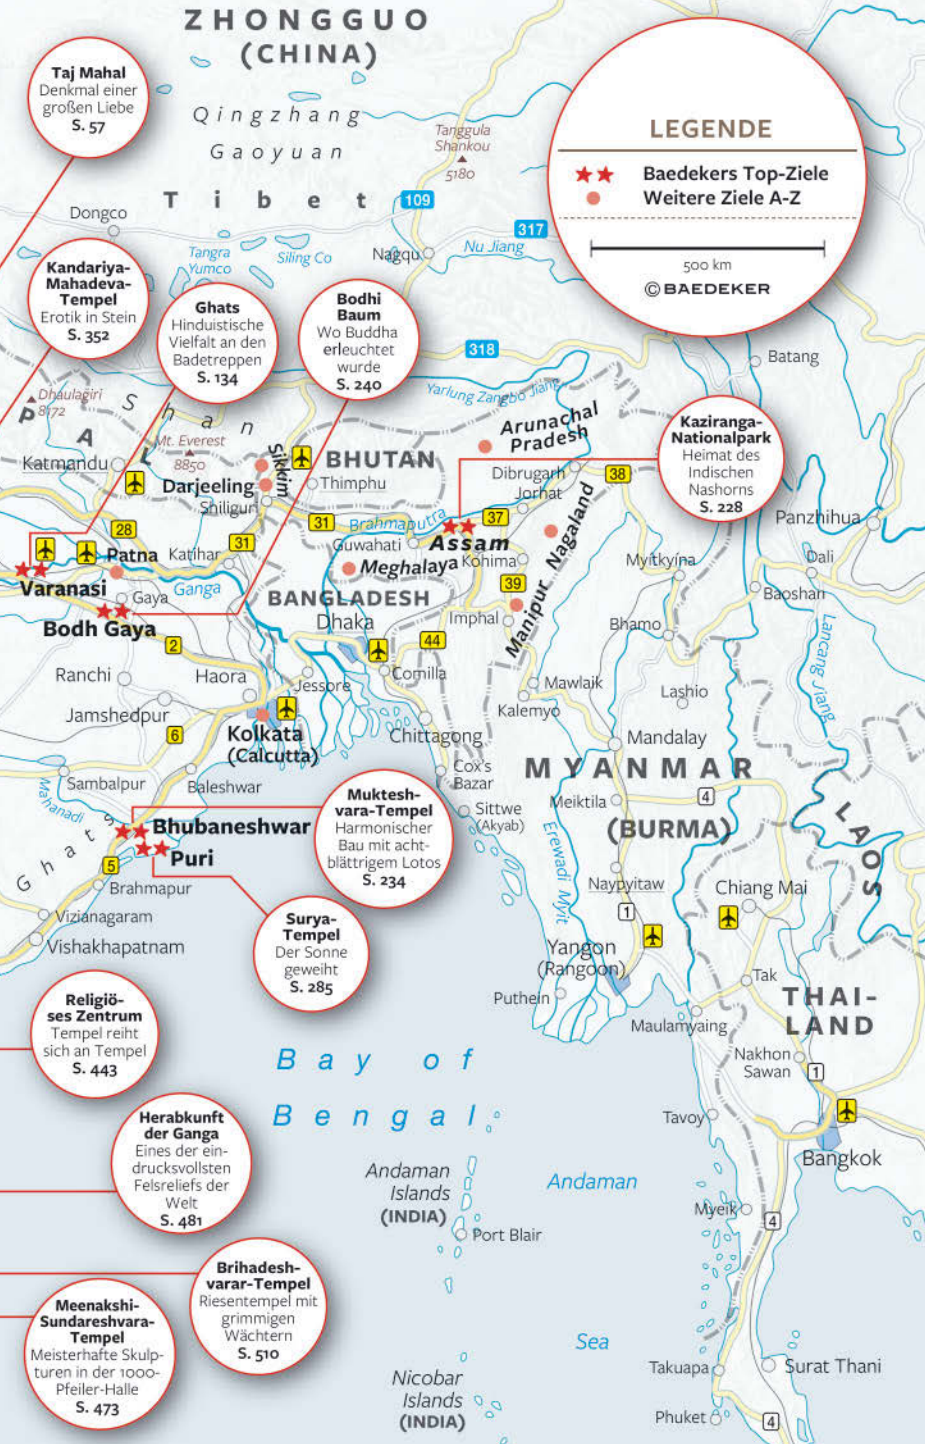 ZHONGGUO
(CHINA)
Taj Mahal
Denkmal einer
großen Liebe
S. 57
Qingzhang
Gaoyuan
Tanggula
Shankou
5180
LEGENDE
Baedekers Top-Ziele
Weitere Ziele A-Z
500 km
© BAEDEKER
Tibet
109
317
Dongco
Tangra
Yumco
Siling Co
Nagqu
Nu Jiang
Kandariya-
Mahadeva-
Tempel
Erotik in Stein
S. 352
Ghats
Hinduistische
Vielfalt an den
Badetreppen
S. 134
Bodhi
Baum
Wo Buddha
erleuchtet
wurde
S. 240
318
Batang
Yarlung Zangbo Jiang
Dhaulagiri
8172
Shan
PAL
Mt. Everest
8850
Katmandu
Sikkim
BHUTAN
Thimphu
Darjeeling
Shiliguri
Arunachal
Pradesh
Dibrugarh
Jorhat
38
Kaziranga-
Nationalpark
Heimat des
Indischen
Nashorns
S. 228
Panzhihua
28
31
31
Brahmaputra
37
Guwahati
Assam
Kohima
Nagaland
Patna
Katihar
Varanasi
Gaya
Ganga
Meghalaya
39
Myitkyina
Dali
Baoshan
BANGLADESH
Bodh Gaya
Dhaka
Imphal
Manipur
Bhamo
Lancang Jiang
2
44
Ranchi
Haora
Jessore
Comilla
Mawlaik
Lashio
Jamshedpur
Kalemyo
6
Kolkata
(Calcutta)
Chittagong
Mandalay
Sambalpur
Baleshwar
Cox's
Bazar
MYANMAR
(BURMA)
Mahanadi
Sittwe
(Akyab)
Meiktila
4
LAOS
Ghats
Bhubaneshwar
Puri
Muktesh-
vara-Tempel
Harmonischer
Bau mit acht-
blättrigem Lotos
S. 234
Erewadi Myit
5
Brahmapur
Naypyitaw
Chiang Mai
Vizianagaram
Vishakhapatnam
Surya-
Tempel
Der Sonne
geweiht
S. 285
1
Yangon
(Rangoon)
Tak
Puthein
THAI-
LAND
Religiö-
ses Zentrum
Tempel reiht
sich an Tempel
S. 443
Maulamyaing
Nakhon
Sawan
1
Bay of
Bengal
Herabkunft
der Ganga
Eines der ein-
drucksvollsten
Felsreliefs der
Welt
S. 481
Tavoy
Bangkok
Andaman
Islands
(INDIA)
Andaman
Port Blair
Myeik
4
Brihadesh-
varar-Tempel
Riesentempel mit
grimmigen
Wächtern
S. 510
Meenakshi-
Sundareshvara-
Tempel
Meisterhafte Skulp-
turen in der 1000-
Pfeiler-Halle
S. 473
Sea
Nicobar
Islands
(INDIA)
Takuapa
Surat Thani
Phuket
4